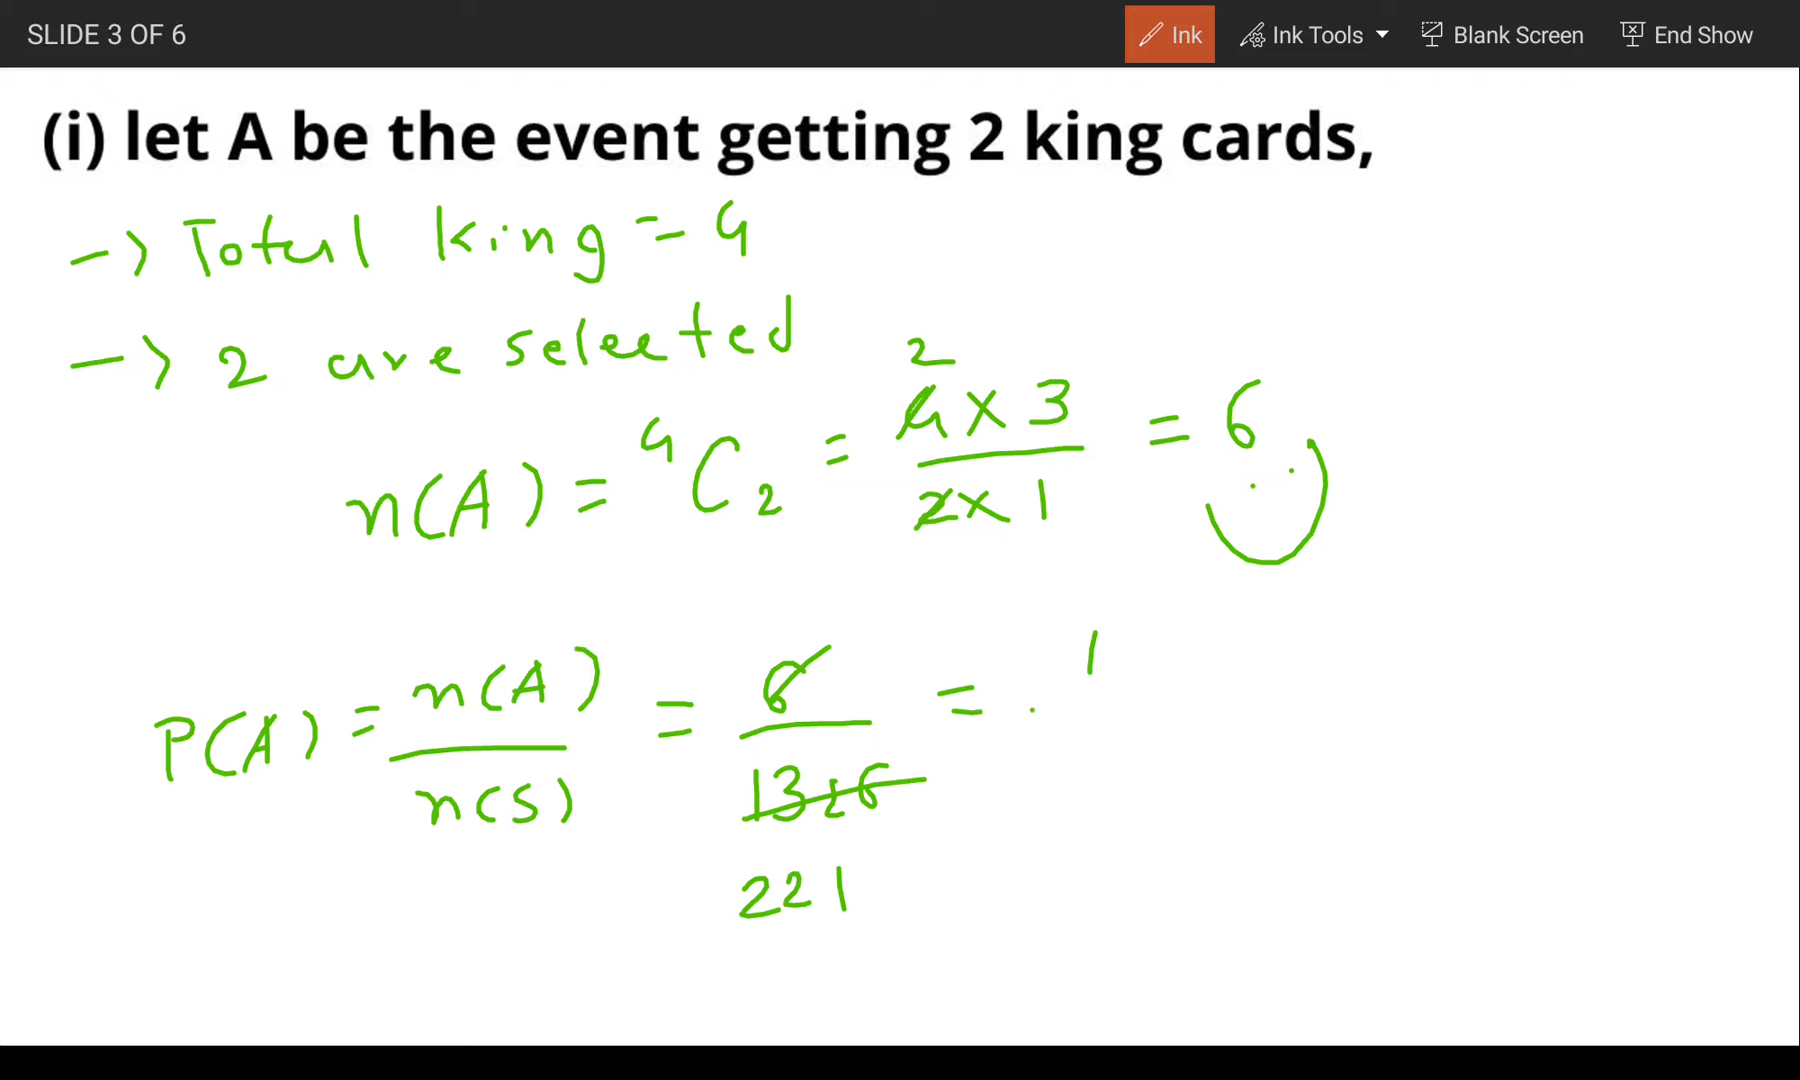 SLIDE 3 OF 6 Ink Ink Tools Blank Screen End Show
(i) let A be the event getting 2 king cards,
-> Total king = 4
-> 2 are selected
n(A) = ⁴C₂ = 4 x 3 / 2 x 1 = 6
2
P(A) = n(A) / n(S) = 6 / 1326 = 1
221